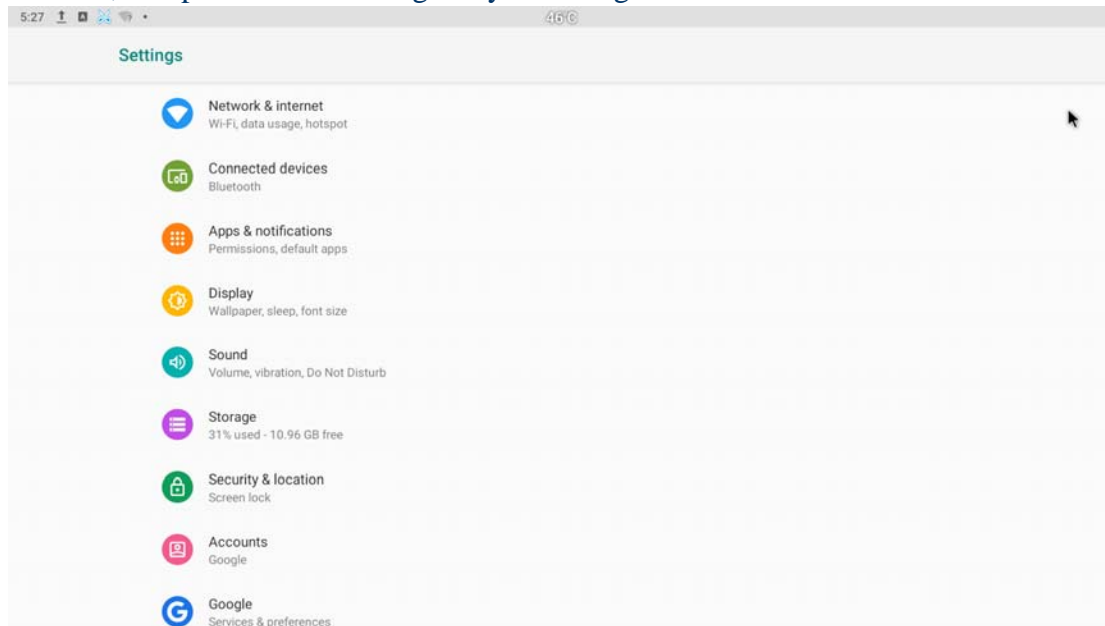 5:27
46°C
Settings
Network & internet
Wi-Fi, data usage, hotspot
Connected devices
Bluetooth
Apps & notifications
Permissions, default apps
Display
Wallpaper, sleep, font size
Sound
Volume, vibration, Do Not Disturb
Storage
31% used - 10.96 GB free
Security & location
Screen lock
Accounts
Google
Google
Services & preferences